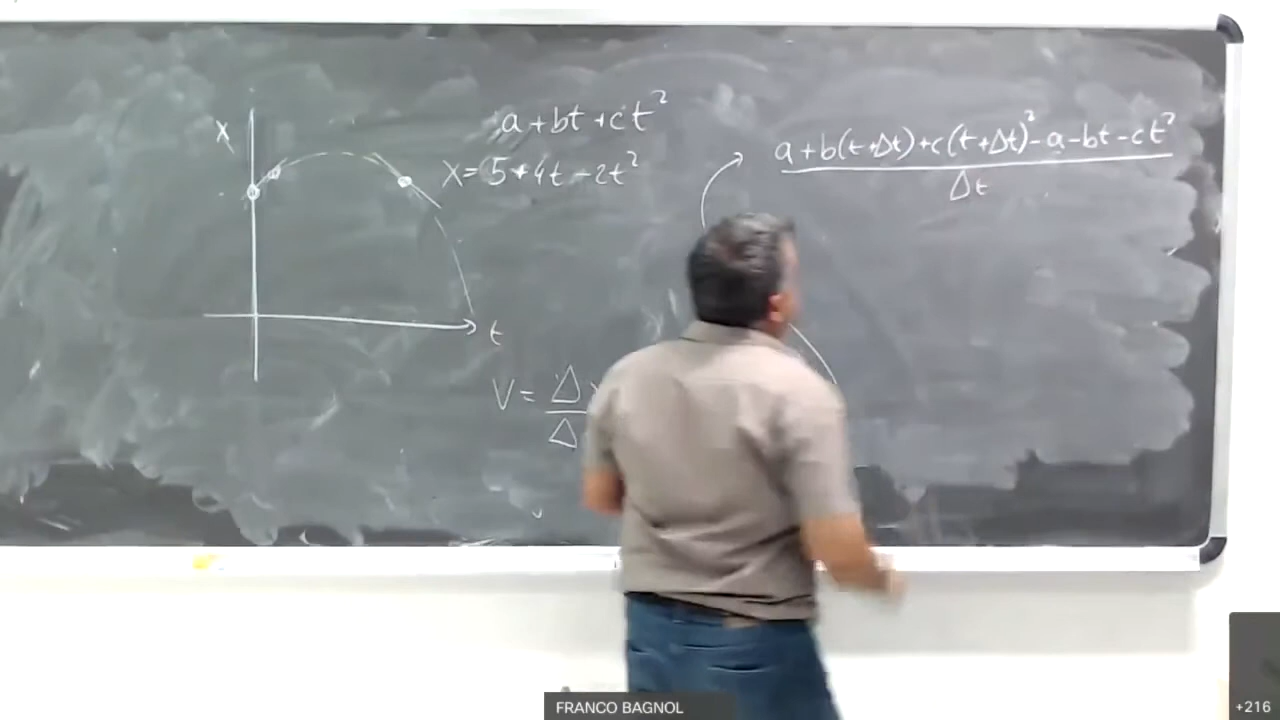 x
a+bt+ct²
x=5+4t-2t²
t
V=Δ
Δ
a+b(t+Δt)+c(t+Δt)²-a-bt-ct²
Δt
FRANCO BAGNOL
+216